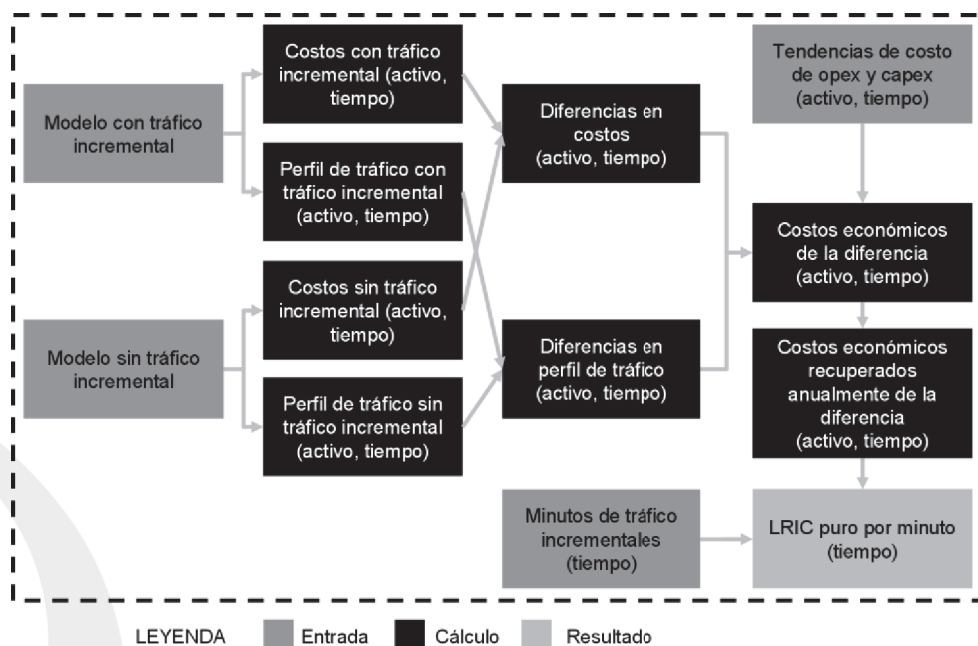 Modelo con tráfico
incremental
Costos con tráfico
incremental (activo,
tiempo)
Perfil de tráfico con
tráfico incremental
(activo, tiempo)
Modelo sin tráfico
incremental
Costos sin tráfico
incremental (activo,
tiempo)
Perfil de tráfico sin
tráfico incremental
(activo, tiempo)
Diferencias en
costos
(activo, tiempo)
Diferencias en
perfil de tráfico
(activo, tiempo)
Minutos de tráfico
incrementales
(tiempo)
Tendencias de costo
de opex y capex
(activo, tiempo)
Costos económicos
de la diferencia
(activo, tiempo)
Costos económicos
recuperados
anualmente de la
diferencia
(activo, tiempo)
LRIC puro por minuto
(tiempo)
LEYENDA Entrada Cálculo Resultado